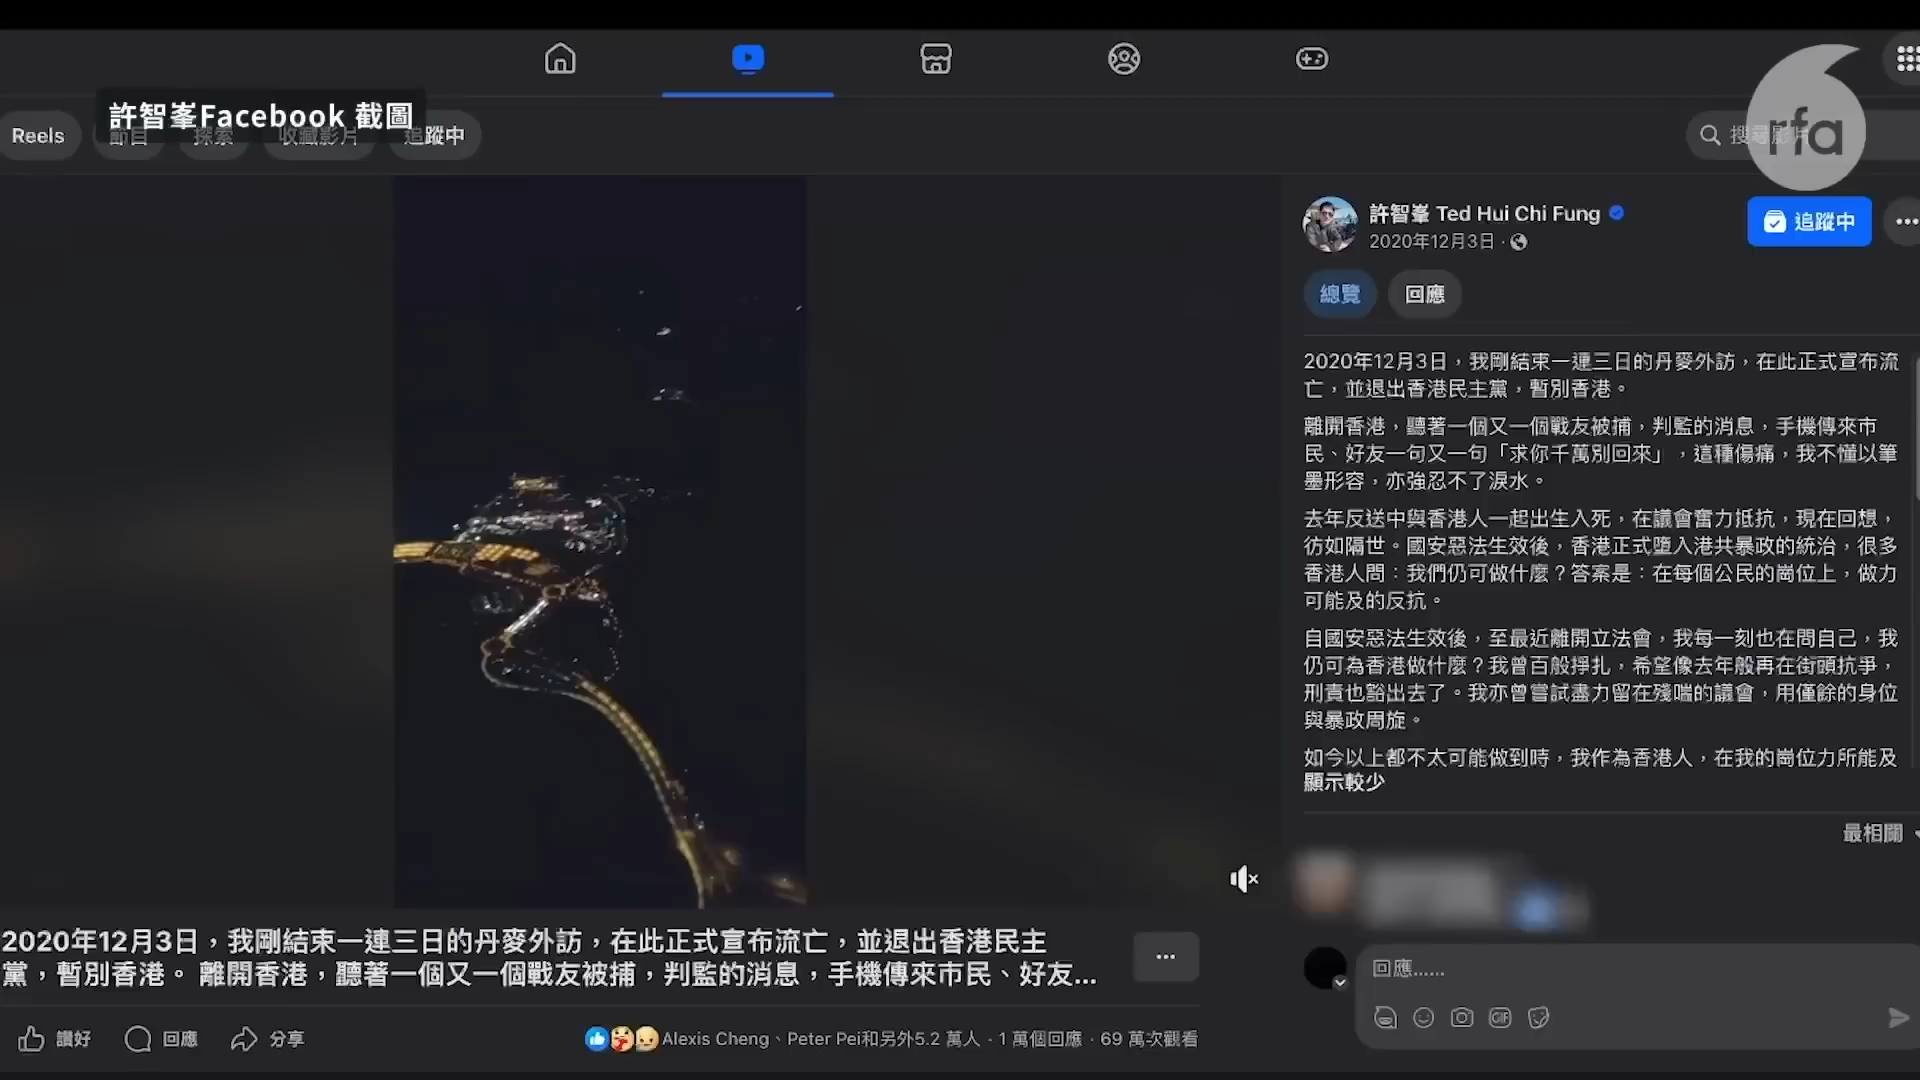 許智峯Facebook 截圖
Reels
節目
探索
收藏影片
追蹤中
搜尋影片
rfa
許智峯 Ted Hui Chi Fung
2020年12月3日
追蹤中
總覽
回應
2020年12月3日，我剛結束一連三日的丹麥外訪，在此正式宣布流
亡，並退出香港民主黨，暫別香港。
離開香港，聽著一個又一個戰友被捕，判監的消息，手機傳來市
民、好友一句又一句「求你千萬別回來」，這種傷痛，我不懂以筆
墨形容，亦強忍不了淚水。
去年反送中與香港人一起出生入死，在議會奮力抵抗，現在回想，
彷如隔世。國安惡法生效後，香港正式墮入港共暴政的統治，很多
香港人問：我們仍可做什麼？答案是：在每個公民的崗位上，做力
可能及的反抗。
自國安惡法生效後，至最近離開立法會，我每一刻也在問自己，我
仍可為香港做什麼？我曾百般掙扎，希望像去年般再在街頭抗爭，
刑責也豁出去了。我亦曾嘗試盡力留在殘喘的議會，用僅餘的身位
與暴政周旋。
如今以上都不太可能做到時，我作為香港人，在我的崗位力所能及
顯示較少
最相關
2020年12月3日，我剛結束一連三日的丹麥外訪，在此正式宣布流亡，並退出香港民主
黨，暫別香港。 離開香港，聽著一個又一個戰友被捕，判監的消息，手機傳來市民、好友...
讚好
回應
分享
Alexis Cheng、Peter Pei和另外5.2 萬人 · 1 萬個回應 · 69 萬次觀看
回應......
GIF